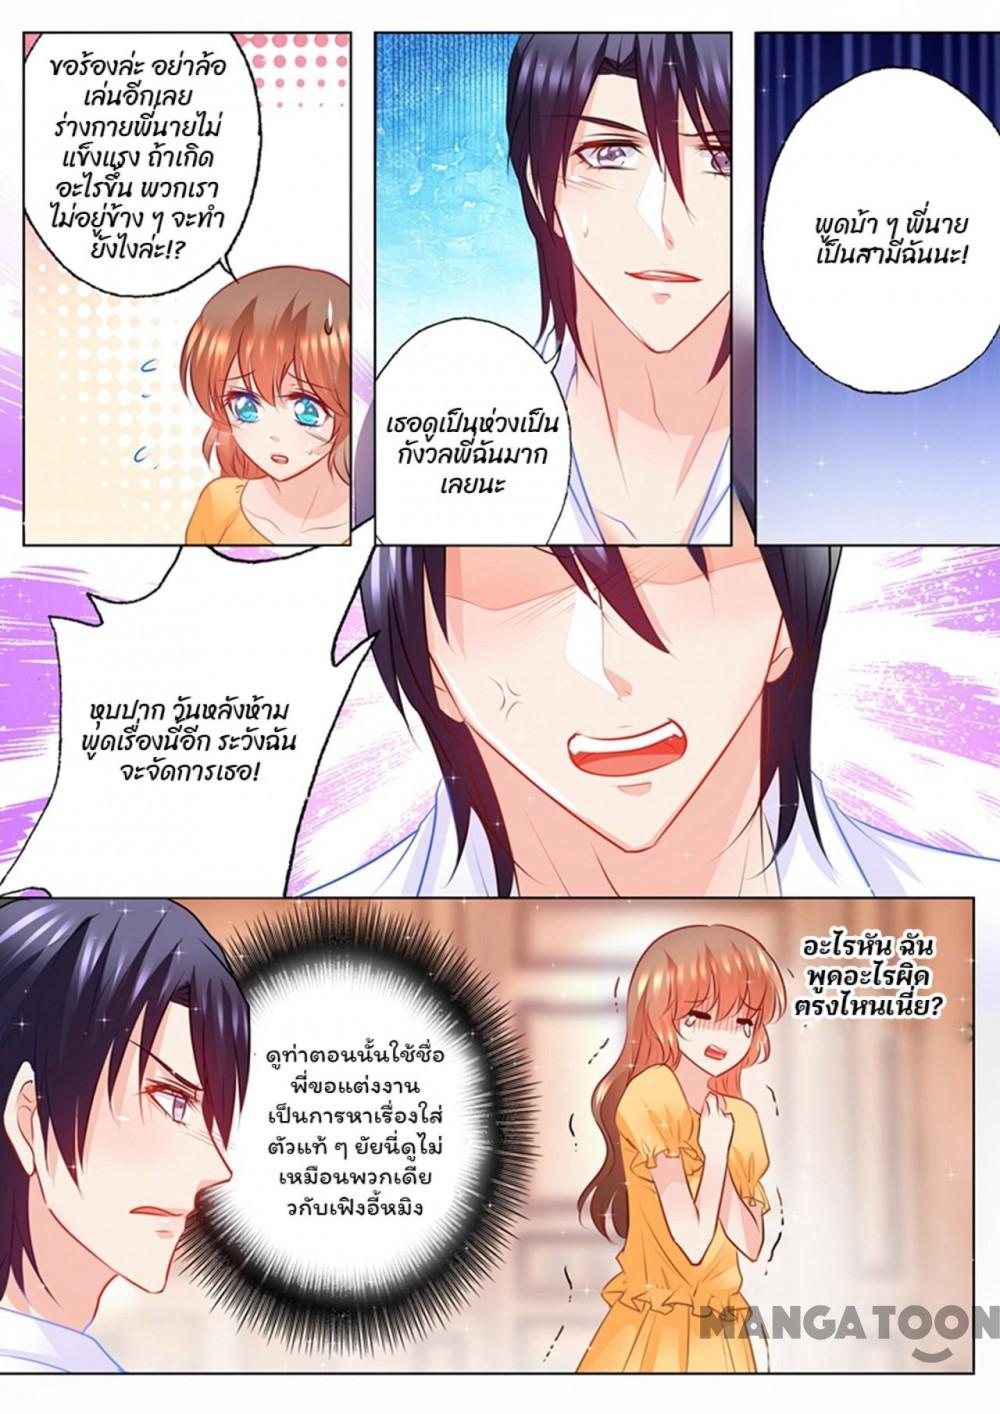 ขอร้องล่ะ อย่าล้อ
เล่นอีกเลย
ร่างกายพี่นายไม่
แข็งแรง ถ้าเกิด
อะไรขึ้น พวกเรา
ไม่อยู่ข้าง ๆ จะทำ
ยังไงล่ะ!?
เธอดูเป็นห่วงเป็น
กังวลพี่ฉันมาก
เลยนะ
พูดบ้า ๆ พี่นาย
เป็นสามีฉันนะ!
หุบปาก วันหลังห้าม
พูดเรื่องนี้อีก ระวังฉัน
จะจัดการเธอ!
ดูท่าตอนนั้นใช้ชื่อ
พี่ขอแต่งงาน
เป็นการหาเรื่องใส่
ตัวแท้ ๆ ยัยนี่ดูไม่
เหมือนพวกเดีย
วกับเฟิงอี้หมิง
อะไรหัน ฉัน
พูดอะไรผิด
ตรงไหนเนี่ย?
MANGATOON